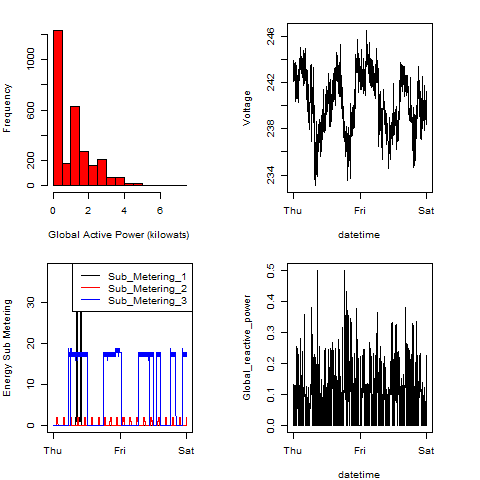 Frequency
0 200 600 1000
0 2 4 6
Global Active Power (kilowats)
Voltage
234 238 242 246
Thu Fri Sat
datetime
Energy Sub Metering
0 10 20 30
Sub_Metering_1
Sub_Metering_2
Sub_Metering_3
Thu Fri Sat
Global_reactive_power
0.0 0.1 0.2 0.3 0.4 0.5
Thu Fri Sat
datetime